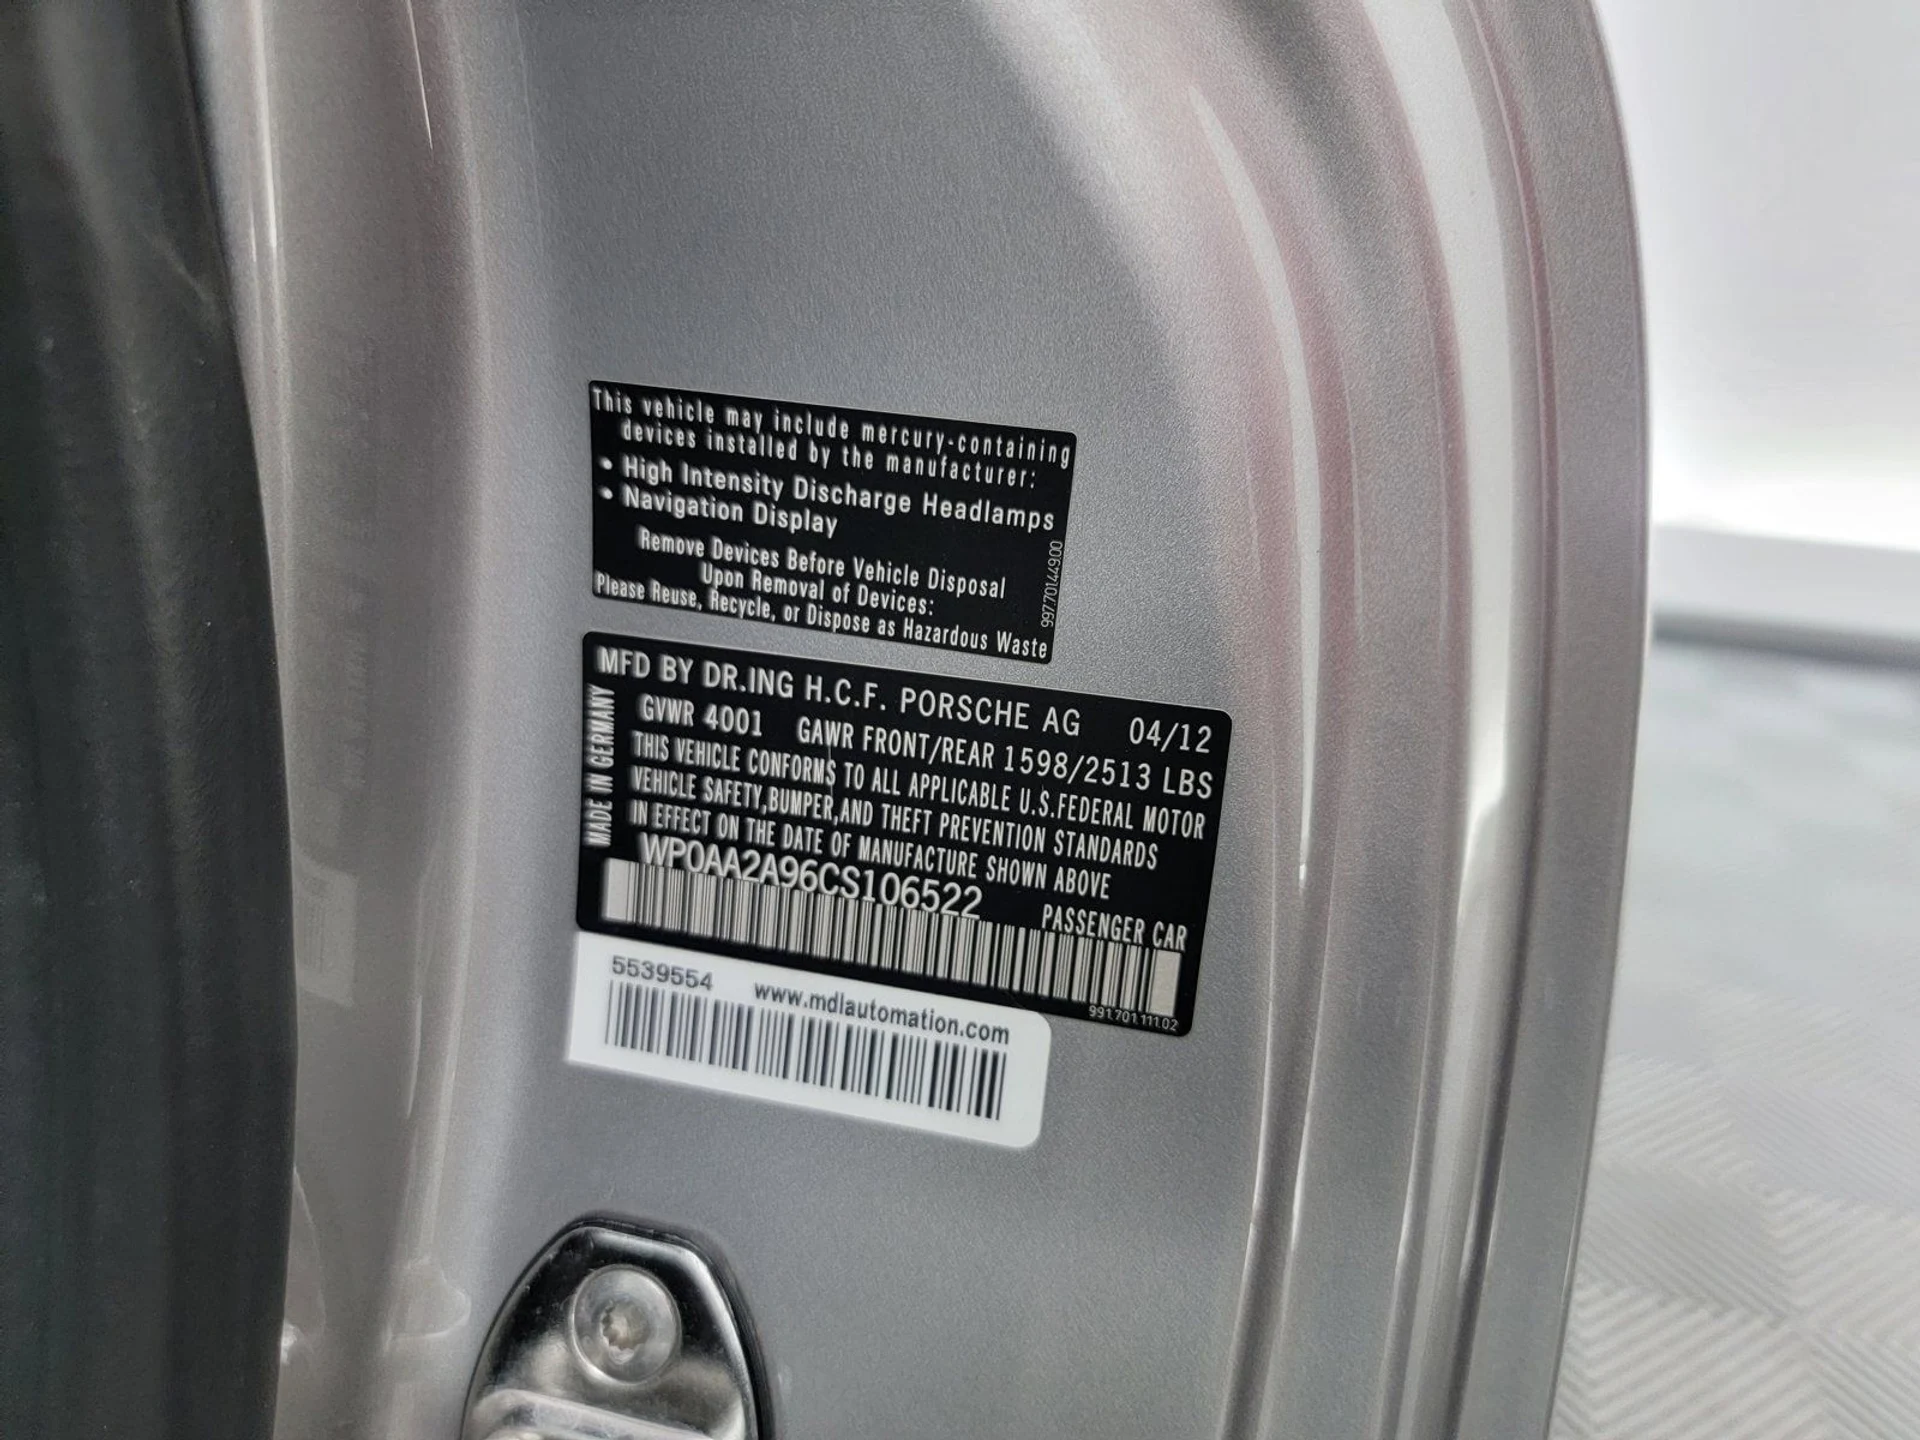 This vehicle may include mercury-containing
devices installed by the manufacturer:
• High Intensity Discharge Headlamps
• Navigation Display
Remove Devices Before Vehicle Disposal
Upon Removal of Devices:
Please Reuse, Recycle, or Dispose as Hazardous Waste
997.701.449.00
MFD BY DR.ING H.C.F. PORSCHE AG 04/12
GVWR 4001 GAWR FRONT/REAR 1598/2513 LBS
THIS VEHICLE CONFORMS TO ALL APPLICABLE U.S.FEDERAL MOTOR
VEHICLE SAFETY,BUMPER,AND THEFT PREVENTION STANDARDS
IN EFFECT ON THE DATE OF MANUFACTURE SHOWN ABOVE
WP0AA2A96CS106522 PASSENGER CAR
MADE IN GERMANY
991.701.111.02
5539554 www.mdlautomation.com